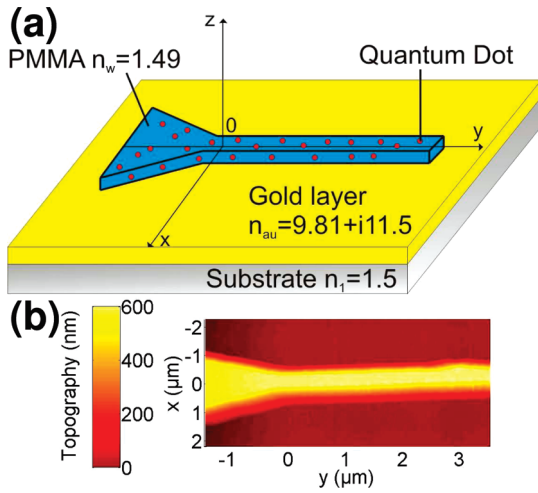 (a)
z
PMMA n_w=1.49
Quantum Dot
0
y
Gold layer
n_au=9.81+i11.5
x
Substrate n_1=1.5
(b)
Topography (nm)
600
400
200
0
x (µm)
-2
-1
0
1
2
-1 0 1 2 3
y (µm)